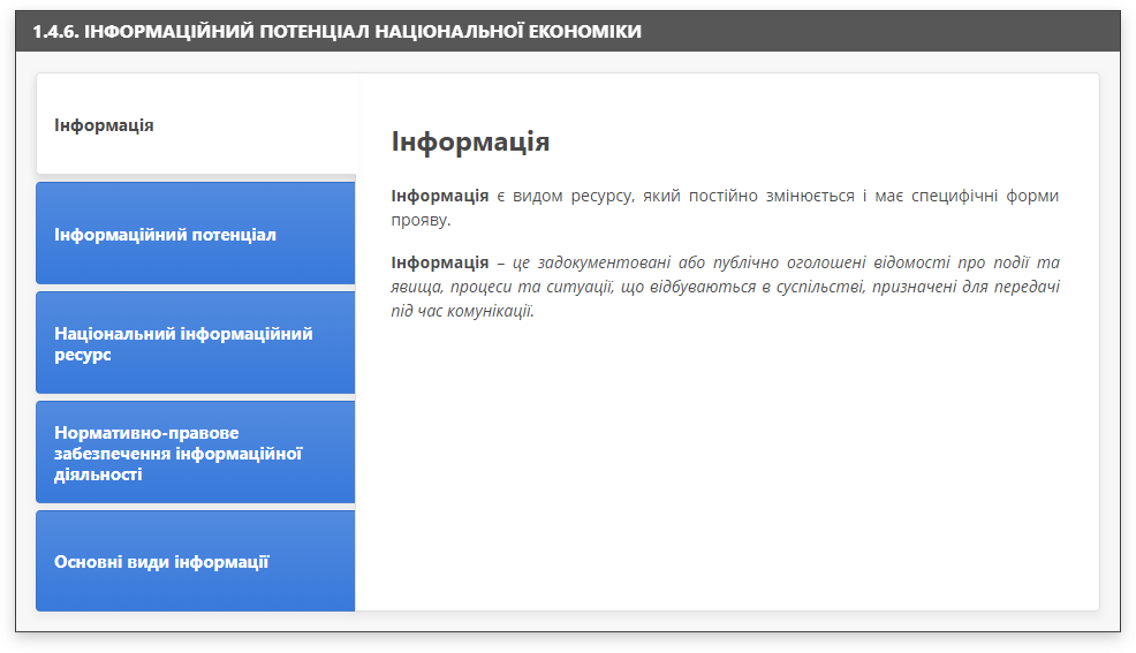 1.4.6. ІНФОРМАЦІЙНИЙ ПОТЕНЦІАЛ НАЦІОНАЛЬНОЇ ЕКОНОМІКИ
Інформація
Інформаційний потенціал
Національний інформаційний
ресурс
Нормативно-правове
забезпечення інформаційної
діяльності
Основні види інформації
Інформація
Інформація є видом ресурсу, який постійно змінюється і має специфічні форми
прояву.
Інформація – це задокументовані або публічно оголошені відомості про події та
явища, процеси та ситуації, що відбуваються в суспільстві, призначені для передачі
під час комунікації.